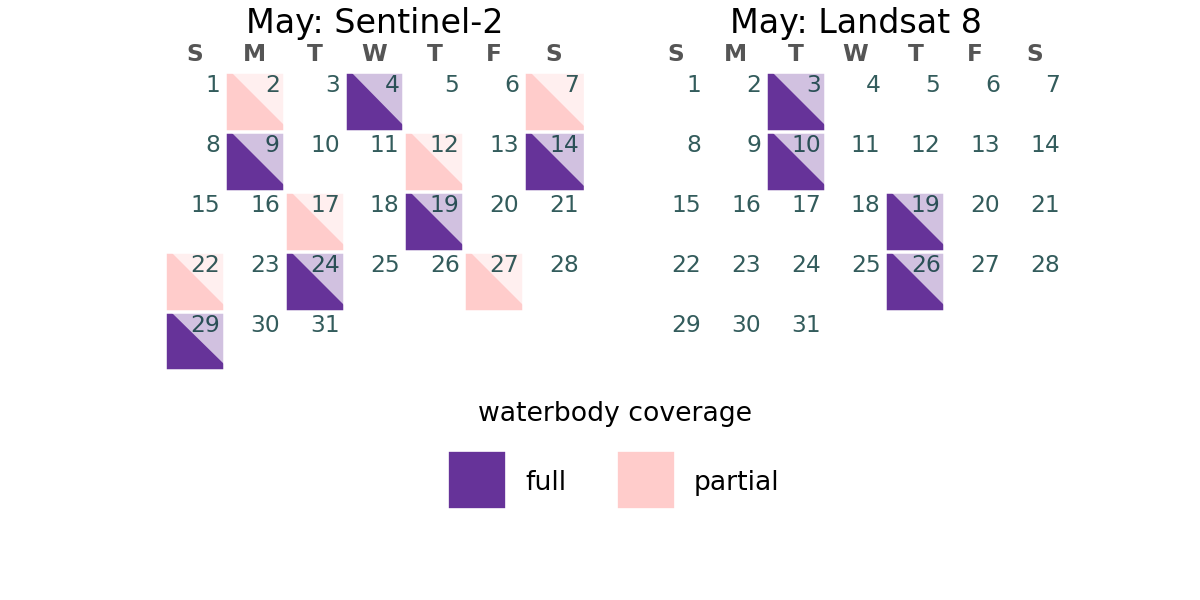 May: Sentinel-2
S M T W T F S
1 2 3 4 5 6 7
8 9 10 11 12 13 14
15 16 17 18 19 20 21
22 23 24 25 26 27 28
29 30 31
May: Landsat 8
S M T W T F S
1 2 3 4 5 6 7
8 9 10 11 12 13 14
15 16 17 18 19 20 21
22 23 24 25 26 27 28
29 30 31
waterbody coverage
full
partial